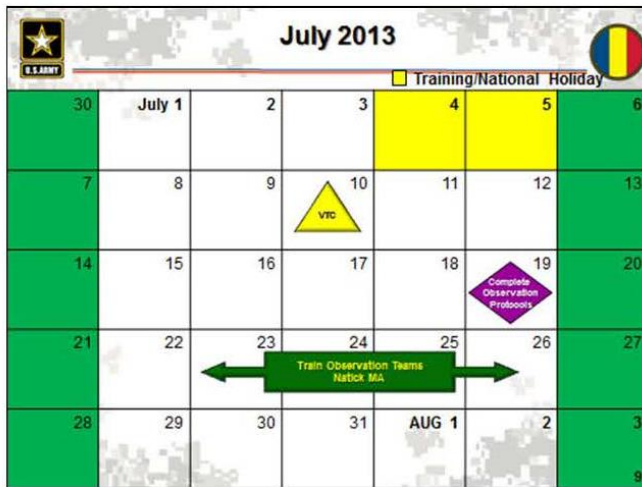 July 2013
U.S.ARMY
Training/National Holiday
30 July 1 2 3 4 5 6
7 8 9 10 11 12 13
VTC
14 15 16 17 18 19 20
Complete
Observation
Protocols
21 22 23 24 25 26 27
Train Observation Teams
Natick MA
28 29 30 31 AUG 1 2 3
9